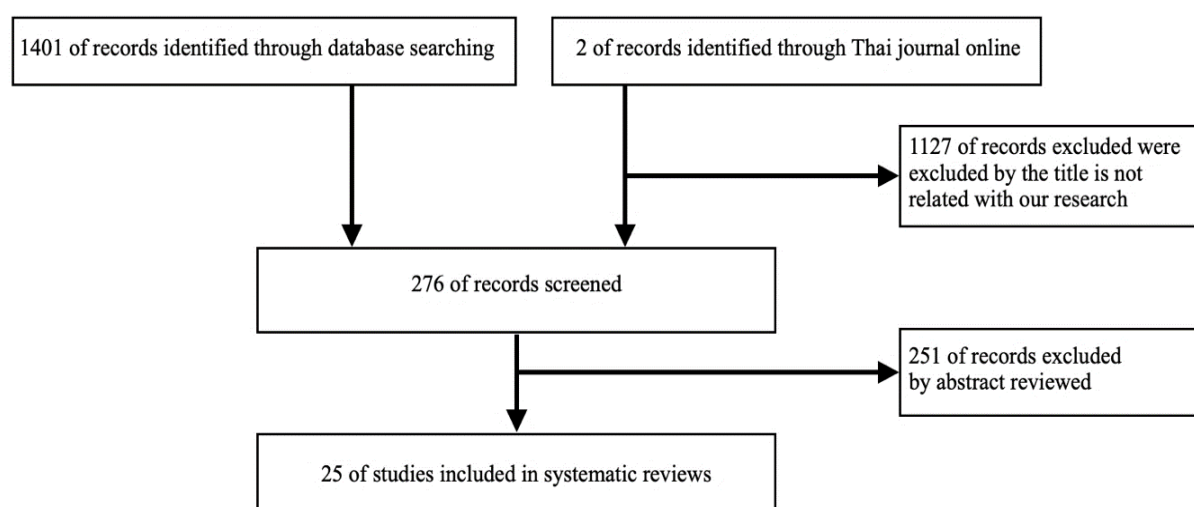 1401 of records identified through database searching
2 of records identified through Thai journal online
1127 of records excluded were
excluded by the title is not
related with our research
276 of records screened
251 of records excluded
by abstract reviewed
25 of studies included in systematic reviews